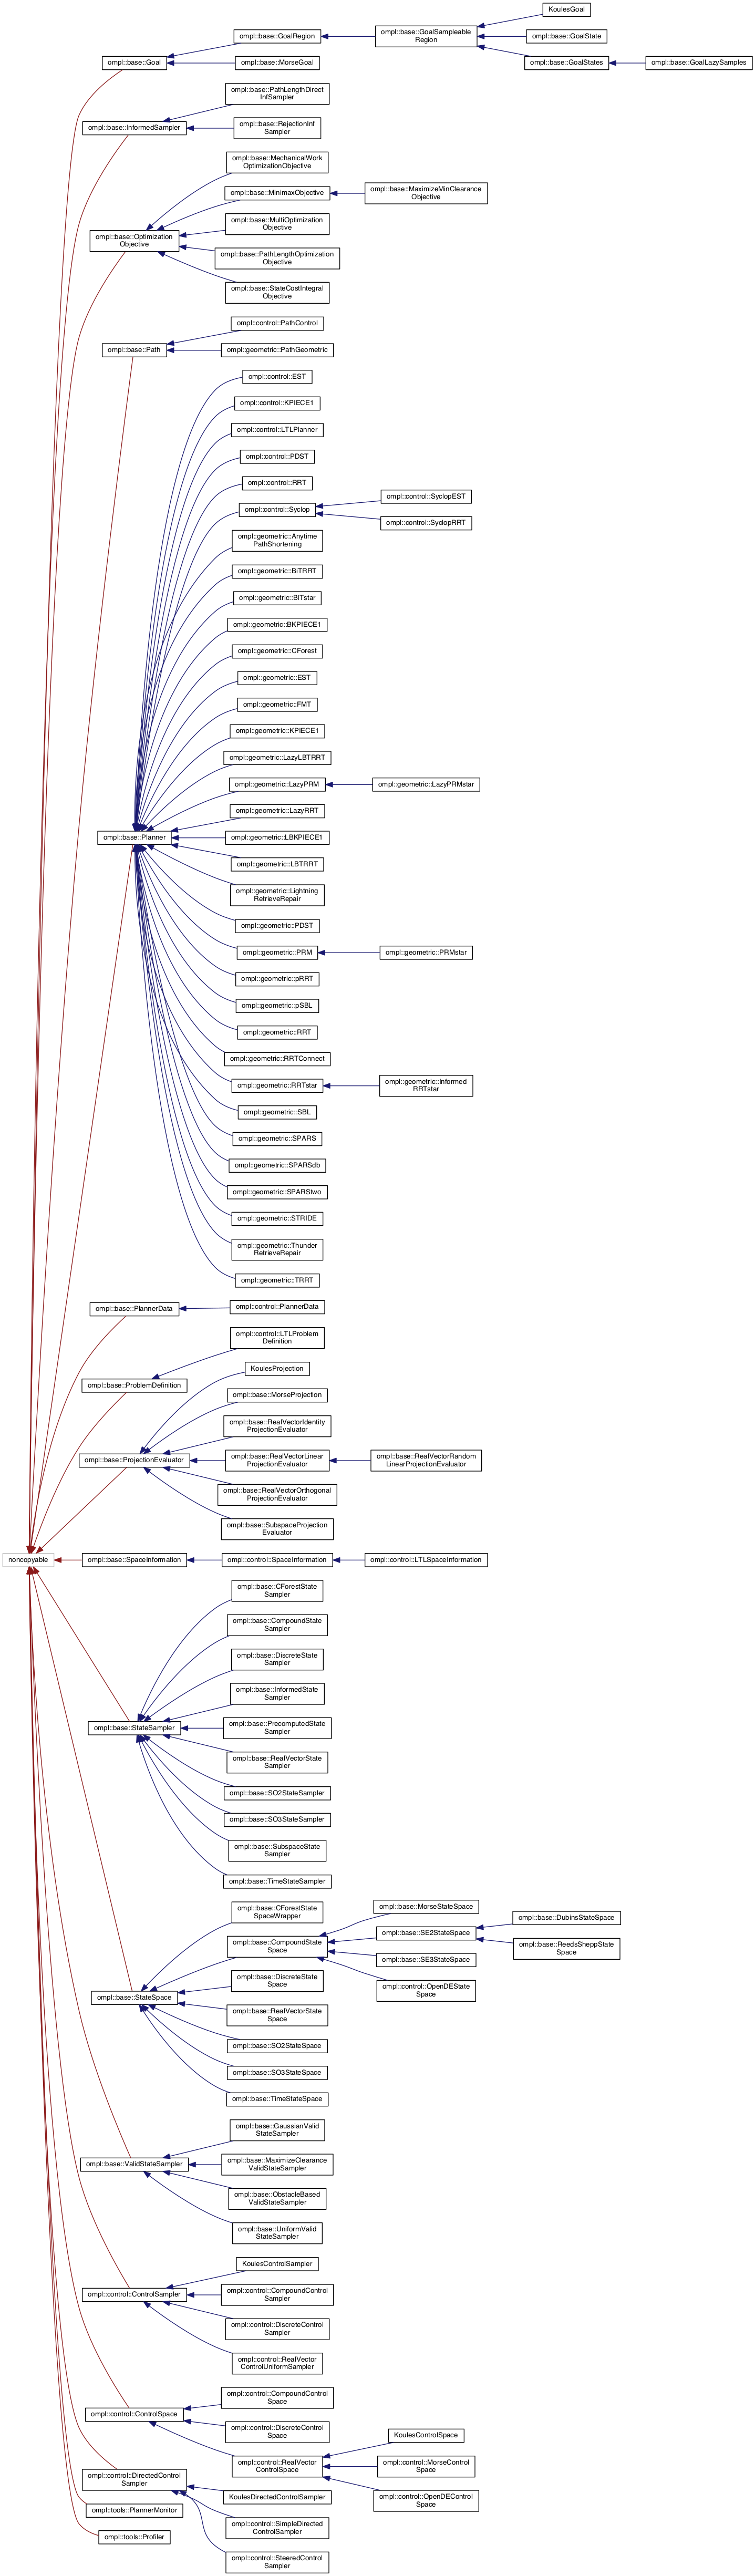 KoulesGoal
ompl::base::GoalRegion
ompl::base::GoalSampleable
Region
ompl::base::GoalState
ompl::base::Goal
ompl::base::MorseGoal
ompl::base::GoalStates
ompl::base::GoalLazySamples
ompl::base::PathLengthDirect
InfSampler
ompl::base::InformedSampler
ompl::base::RejectionInf
Sampler
ompl::base::MechanicalWork
OptimizationObjective
ompl::base::MinimaxObjective
ompl::base::MaximizeMinClearance
Objective
ompl::base::MultiOptimization
Objective
ompl::base::Optimization
Objective
ompl::base::PathLengthOptimization
Objective
ompl::base::StateCostIntegral
Objective
ompl::control::PathControl
ompl::base::Path
ompl::geometric::PathGeometric
ompl::control::EST
ompl::control::KPIECE1
ompl::control::LTLPlanner
ompl::control::PDST
ompl::control::RRT
ompl::control::Syclop
ompl::control::SyclopEST
ompl::control::SyclopRRT
ompl::geometric::Anytime
PathShortening
ompl::geometric::BiTRRT
ompl::geometric::BITstar
ompl::geometric::BKPIECE1
ompl::geometric::CForest
ompl::geometric::EST
ompl::geometric::FMT
ompl::geometric::KPIECE1
ompl::geometric::LazyLBTRRT
ompl::geometric::LazyPRM
ompl::geometric::LazyPRMstar
ompl::geometric::LazyRRT
ompl::base::Planner
ompl::geometric::LBKPIECE1
ompl::geometric::LBTRRT
ompl::geometric::Lightning
RetrieveRepair
ompl::geometric::PDST
ompl::geometric::PRM
ompl::geometric::PRMstar
ompl::geometric::pRRT
ompl::geometric::pSBL
ompl::geometric::RRT
ompl::geometric::RRTConnect
ompl::geometric::RRTstar
ompl::geometric::Informed
RRTstar
ompl::geometric::SBL
ompl::geometric::SPARS
ompl::geometric::SPARSdb
ompl::geometric::SPARStwo
ompl::geometric::STRIDE
ompl::geometric::Thunder
RetrieveRepair
ompl::geometric::TRRT
ompl::base::PlannerData
ompl::control::PlannerData
ompl::control::LTLProblem
Definition
ompl::base::ProblemDefinition
KoulesProjection
ompl::base::MorseProjection
ompl::base::RealVectorIdentity
ProjectionEvaluator
ompl::base::ProjectionEvaluator
ompl::base::RealVectorLinear
ProjectionEvaluator
ompl::base::RealVectorRandom
LinearProjectionEvaluator
ompl::base::RealVectorOrthogonal
ProjectionEvaluator
ompl::base::SubspaceProjection
Evaluator
noncopyable
ompl::base::SpaceInformation
ompl::control::SpaceInformation
ompl::control::LTLSpaceInformation
ompl::base::CForestState
Sampler
ompl::base::CompoundState
Sampler
ompl::base::DiscreteState
Sampler
ompl::base::InformedState
Sampler
ompl::base::StateSampler
ompl::base::PrecomputedState
Sampler
ompl::base::RealVectorState
Sampler
ompl::base::SO2StateSampler
ompl::base::SO3StateSampler
ompl::base::SubspaceState
Sampler
ompl::base::TimeStateSampler
ompl::base::CForestState
SpaceWrapper
ompl::base::MorseStateSpace
ompl::base::CompoundState
Space
ompl::base::SE2StateSpace
ompl::base::DubinsStateSpace
ompl::base::ReedsSheppState
Space
ompl::base::SE3StateSpace
ompl::base::DiscreteState
Space
ompl::control::OpenDEState
Space
ompl::base::StateSpace
ompl::base::RealVectorState
Space
ompl::base::SO2StateSpace
ompl::base::SO3StateSpace
ompl::base::TimeStateSpace
ompl::base::GaussianValid
StateSampler
ompl::base::ValidStateSampler
ompl::base::MaximizeClearance
ValidStateSampler
ompl::base::ObstacleBased
ValidStateSampler
ompl::base::UniformValid
StateSampler
KoulesControlSampler
ompl::control::ControlSampler
ompl::control::CompoundControl
Sampler
ompl::control::DiscreteControl
Sampler
ompl::control::RealVector
ControlUniformSampler
ompl::control::CompoundControl
Space
ompl::control::ControlSpace
ompl::control::DiscreteControl
Space
KoulesControlSpace
ompl::control::RealVector
ControlSpace
ompl::control::MorseControl
Space
ompl::control::OpenDEControl
Space
ompl::control::DirectedControl
Sampler
KoulesDirectedControlSampler
ompl::tools::PlannerMonitor
ompl::control::SimpleDirected
ControlSampler
ompl::tools::Profiler
ompl::control::SteeredControl
Sampler